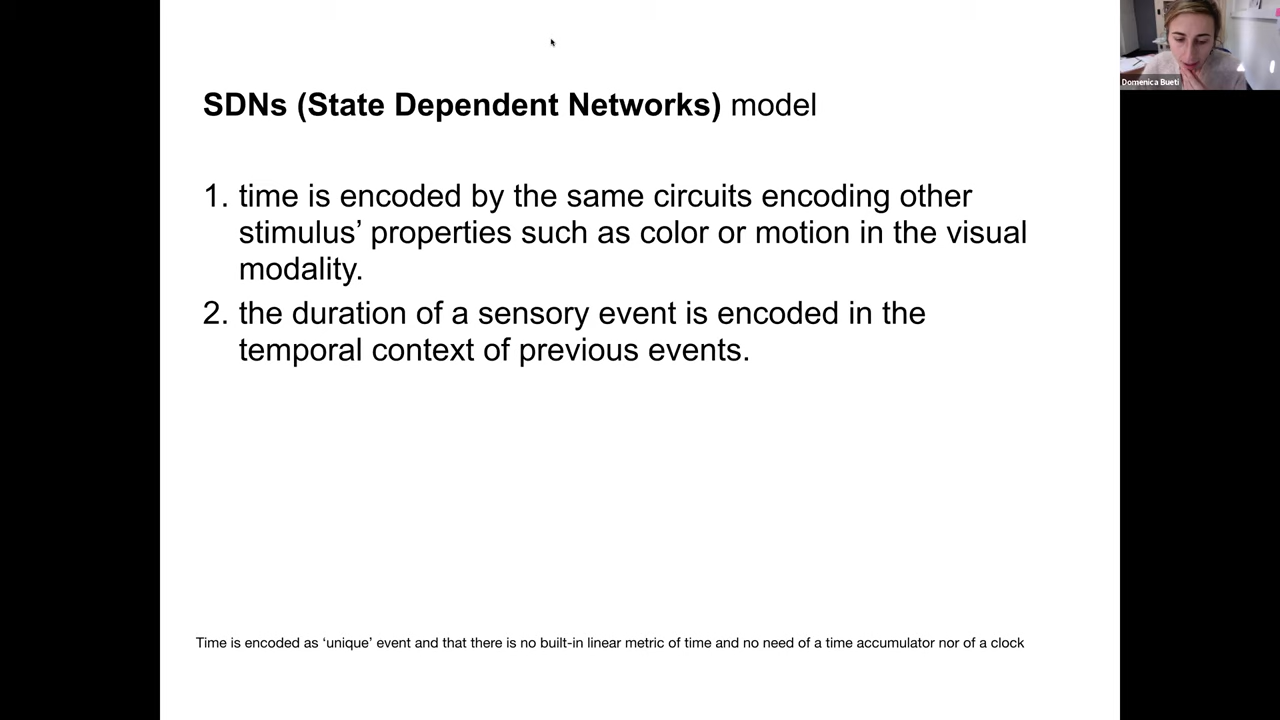 Domenica Bueti
SDNs (State Dependent Networks) model
1. time is encoded by the same circuits encoding other
stimulus’ properties such as color or motion in the visual
modality.
2. the duration of a sensory event is encoded in the
temporal context of previous events.
Time is encoded as ‘unique’ event and that there is no built-in linear metric of time and no need of a time accumulator nor of a clock